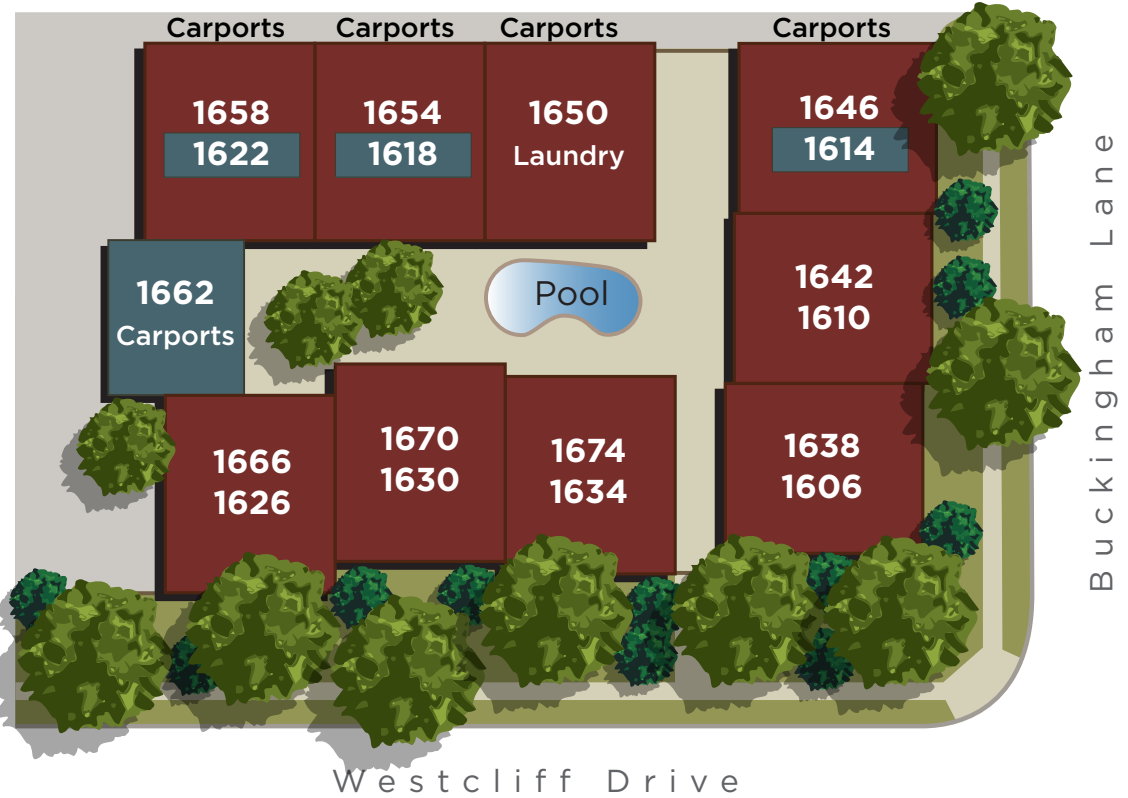 Carports
Carports
Carports
Carports
1658
1622
1654
1618
1650
Laundry
1646
1614
1662
Carports
Pool
1642
1610
1666
1626
1670
1630
1674
1634
1638
1606
Buckingham Lane
Westcliff Drive